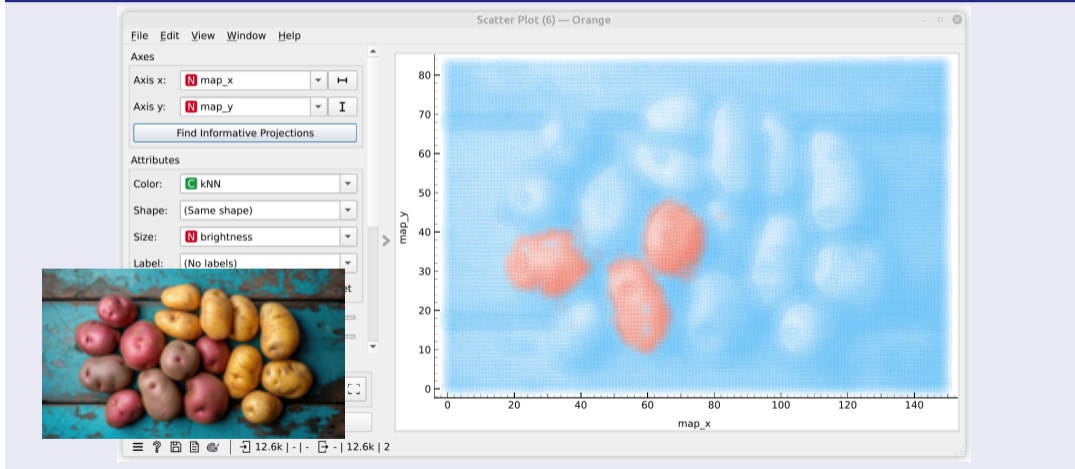 Scatter Plot (6) — Orange
File Edit View Window Help
Axes
Axis x: N map_x
Axis y: N map_y
Find Informative Projections
Attributes
Color: C kNN
Shape: (Same shape)
Size: N brightness
Label: (No labels)
et
80
70
60
50
40
30
20
10
0
map_y
0 20 40 60 80 100 120 140
map_x
12.6k | - | - - | 12.6k | 2